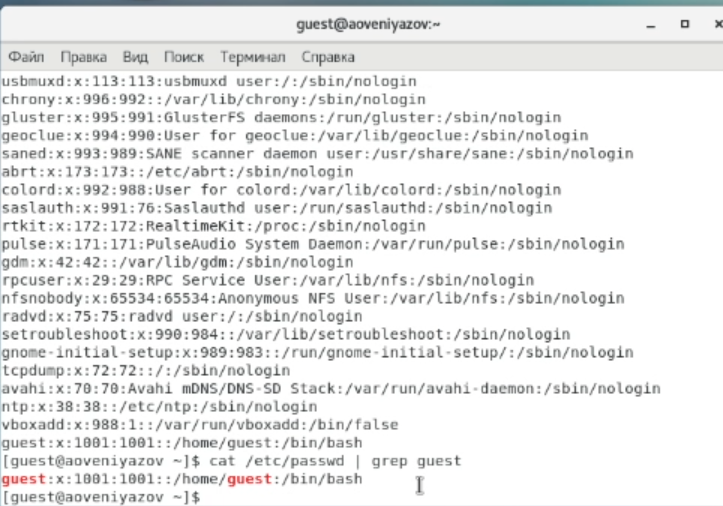 guest@aoveniyazov:~
Файл Правка Вид Поиск Терминал Справка
usbmuxd:x:113:113:usbmuxd user:/:/sbin/nologin
chrony:x:996:992::/var/lib/chrony:/sbin/nologin
gluster:x:995:991:GlusterFS daemons:/run/gluster:/sbin/nologin
geoclue:x:994:990:User for geoclue:/var/lib/geoclue:/sbin/nologin
saned:x:993:989:SANE scanner daemon user:/usr/share/sane:/sbin/nologin
abrt:x:173:173::/etc/abrt:/sbin/nologin
colord:x:992:988:User for colord:/var/lib/colord:/sbin/nologin
saslauth:x:991:76:Saslauthd user:/run/saslauthd:/sbin/nologin
rtkit:x:172:172:RealtimeKit:/proc:/sbin/nologin
pulse:x:171:171:PulseAudio System Daemon:/var/run/pulse:/sbin/nologin
gdm:x:42:42::/var/lib/gdm:/sbin/nologin
rpcuser:x:29:29:RPC Service User:/var/lib/nfs:/sbin/nologin
nfsnobody:x:65534:65534:Anonymous NFS User:/var/lib/nfs:/sbin/nologin
radvd:x:75:75:radvd user:/:/sbin/nologin
setroubleshoot:x:990:984::/var/lib/setroubleshoot:/sbin/nologin
gnome-initial-setup:x:989:983::/run/gnome-initial-setup/:/sbin/nologin
tcpdump:x:72:72::/:/sbin/nologin
avahi:x:70:70:Avahi mDNS/DNS-SD Stack:/var/run/avahi-daemon:/sbin/nologin
ntp:x:38:38::/etc/ntp:/sbin/nologin
vboxadd:x:988:1::/var/run/vboxadd:/bin/false
guest:x:1001:1001::/home/guest:/bin/bash
[guest@aoveniyazov ~]$ cat /etc/passwd | grep guest
guest:x:1001:1001::/home/guest:/bin/bash
[guest@aoveniyazov ~]$